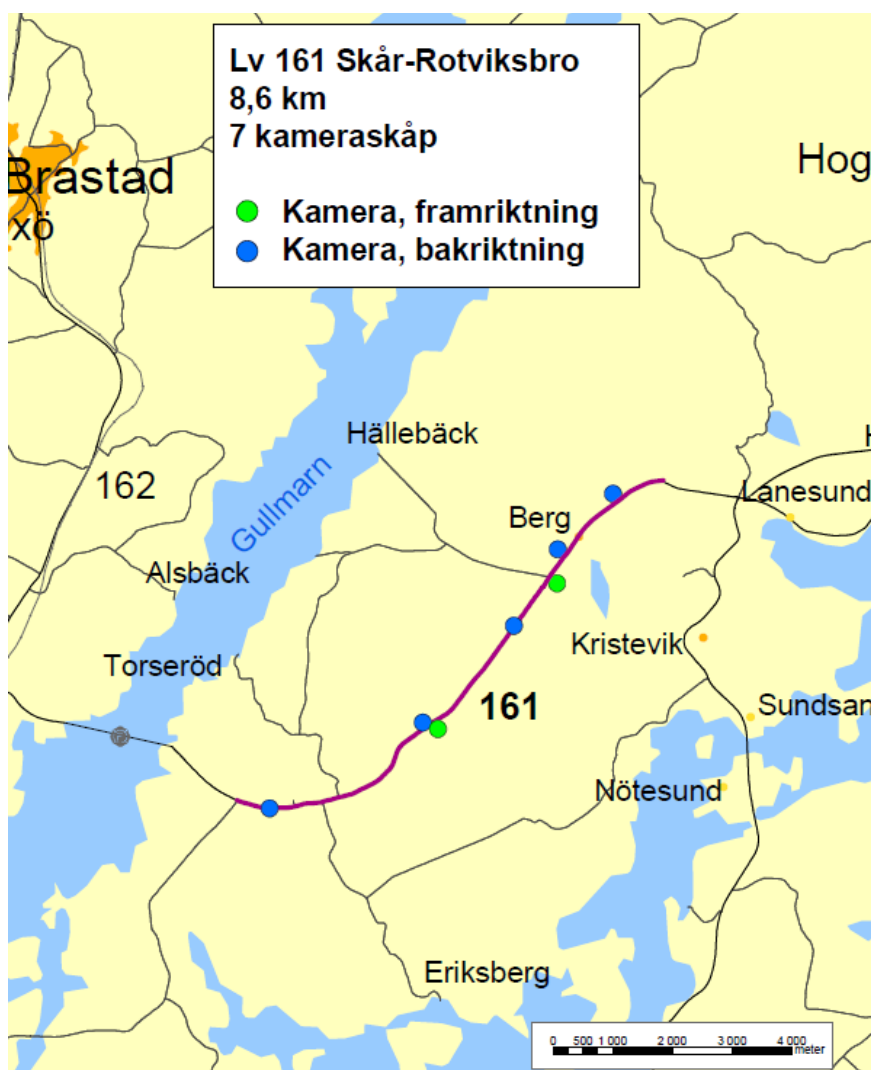 Lv 161 Skår-Rotviksbro
8,6 km
7 kameraskåp
Kamera, framriktning
Kamera, bakriktning
Brastad
xö
Hog
Hällebäck
H
162
Gullmarn
Lanesund
Berg
Alsbäck
Kristevik
Torseröd
161
Sundsan
Nötesund
Eriksberg
0 500 1 000 2 000 3 000 4 000
meter